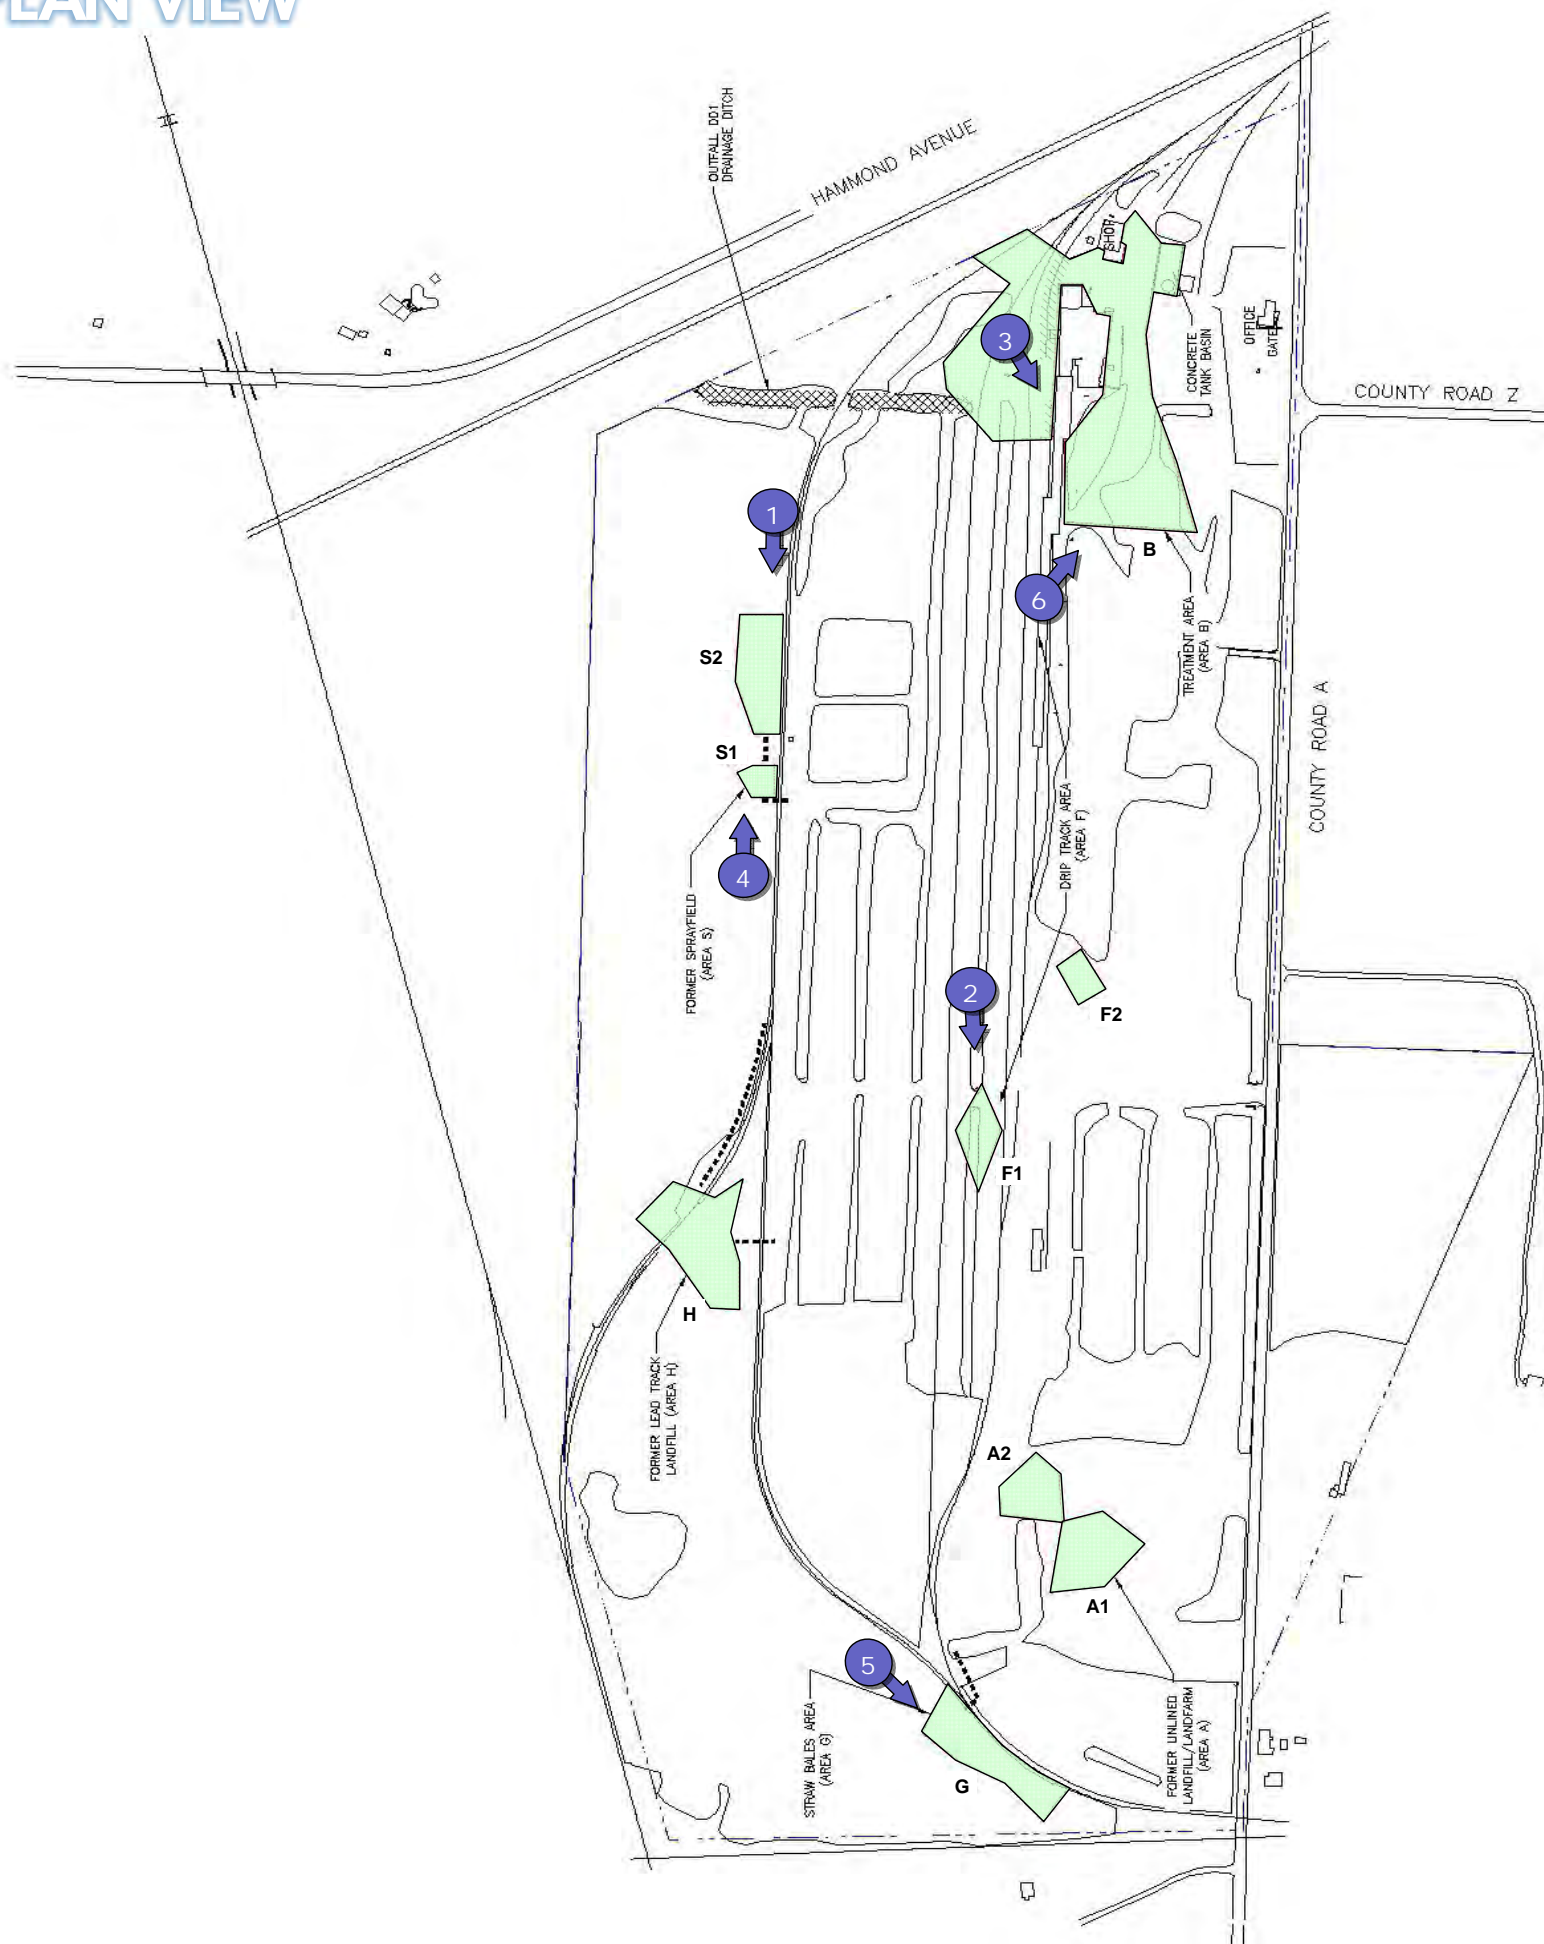 PLAN VIEW
OUTFALL DD1
DRAINAGE DITCH
HAMMOND AVENUE
SHOP
3
CONCRETE
TANK BASIN
OFFICE
GATE
COUNTY ROAD Z
1
B
6
TREATMENT AREA
(AREA B)
S2
COUNTY ROAD A
S1
DRIP TRACK AREA
(AREA F)
4
FORMER SPRAYFIELD
(AREA S)
2
F2
F1
H
FORMER LEAD TRACK
LANDFILL (AREA H)
A2
A1
5
STRAW BALES AREA
(AREA G)
FORMER UNLINED
LANDFILL/LANDFARM
(AREA A)
G